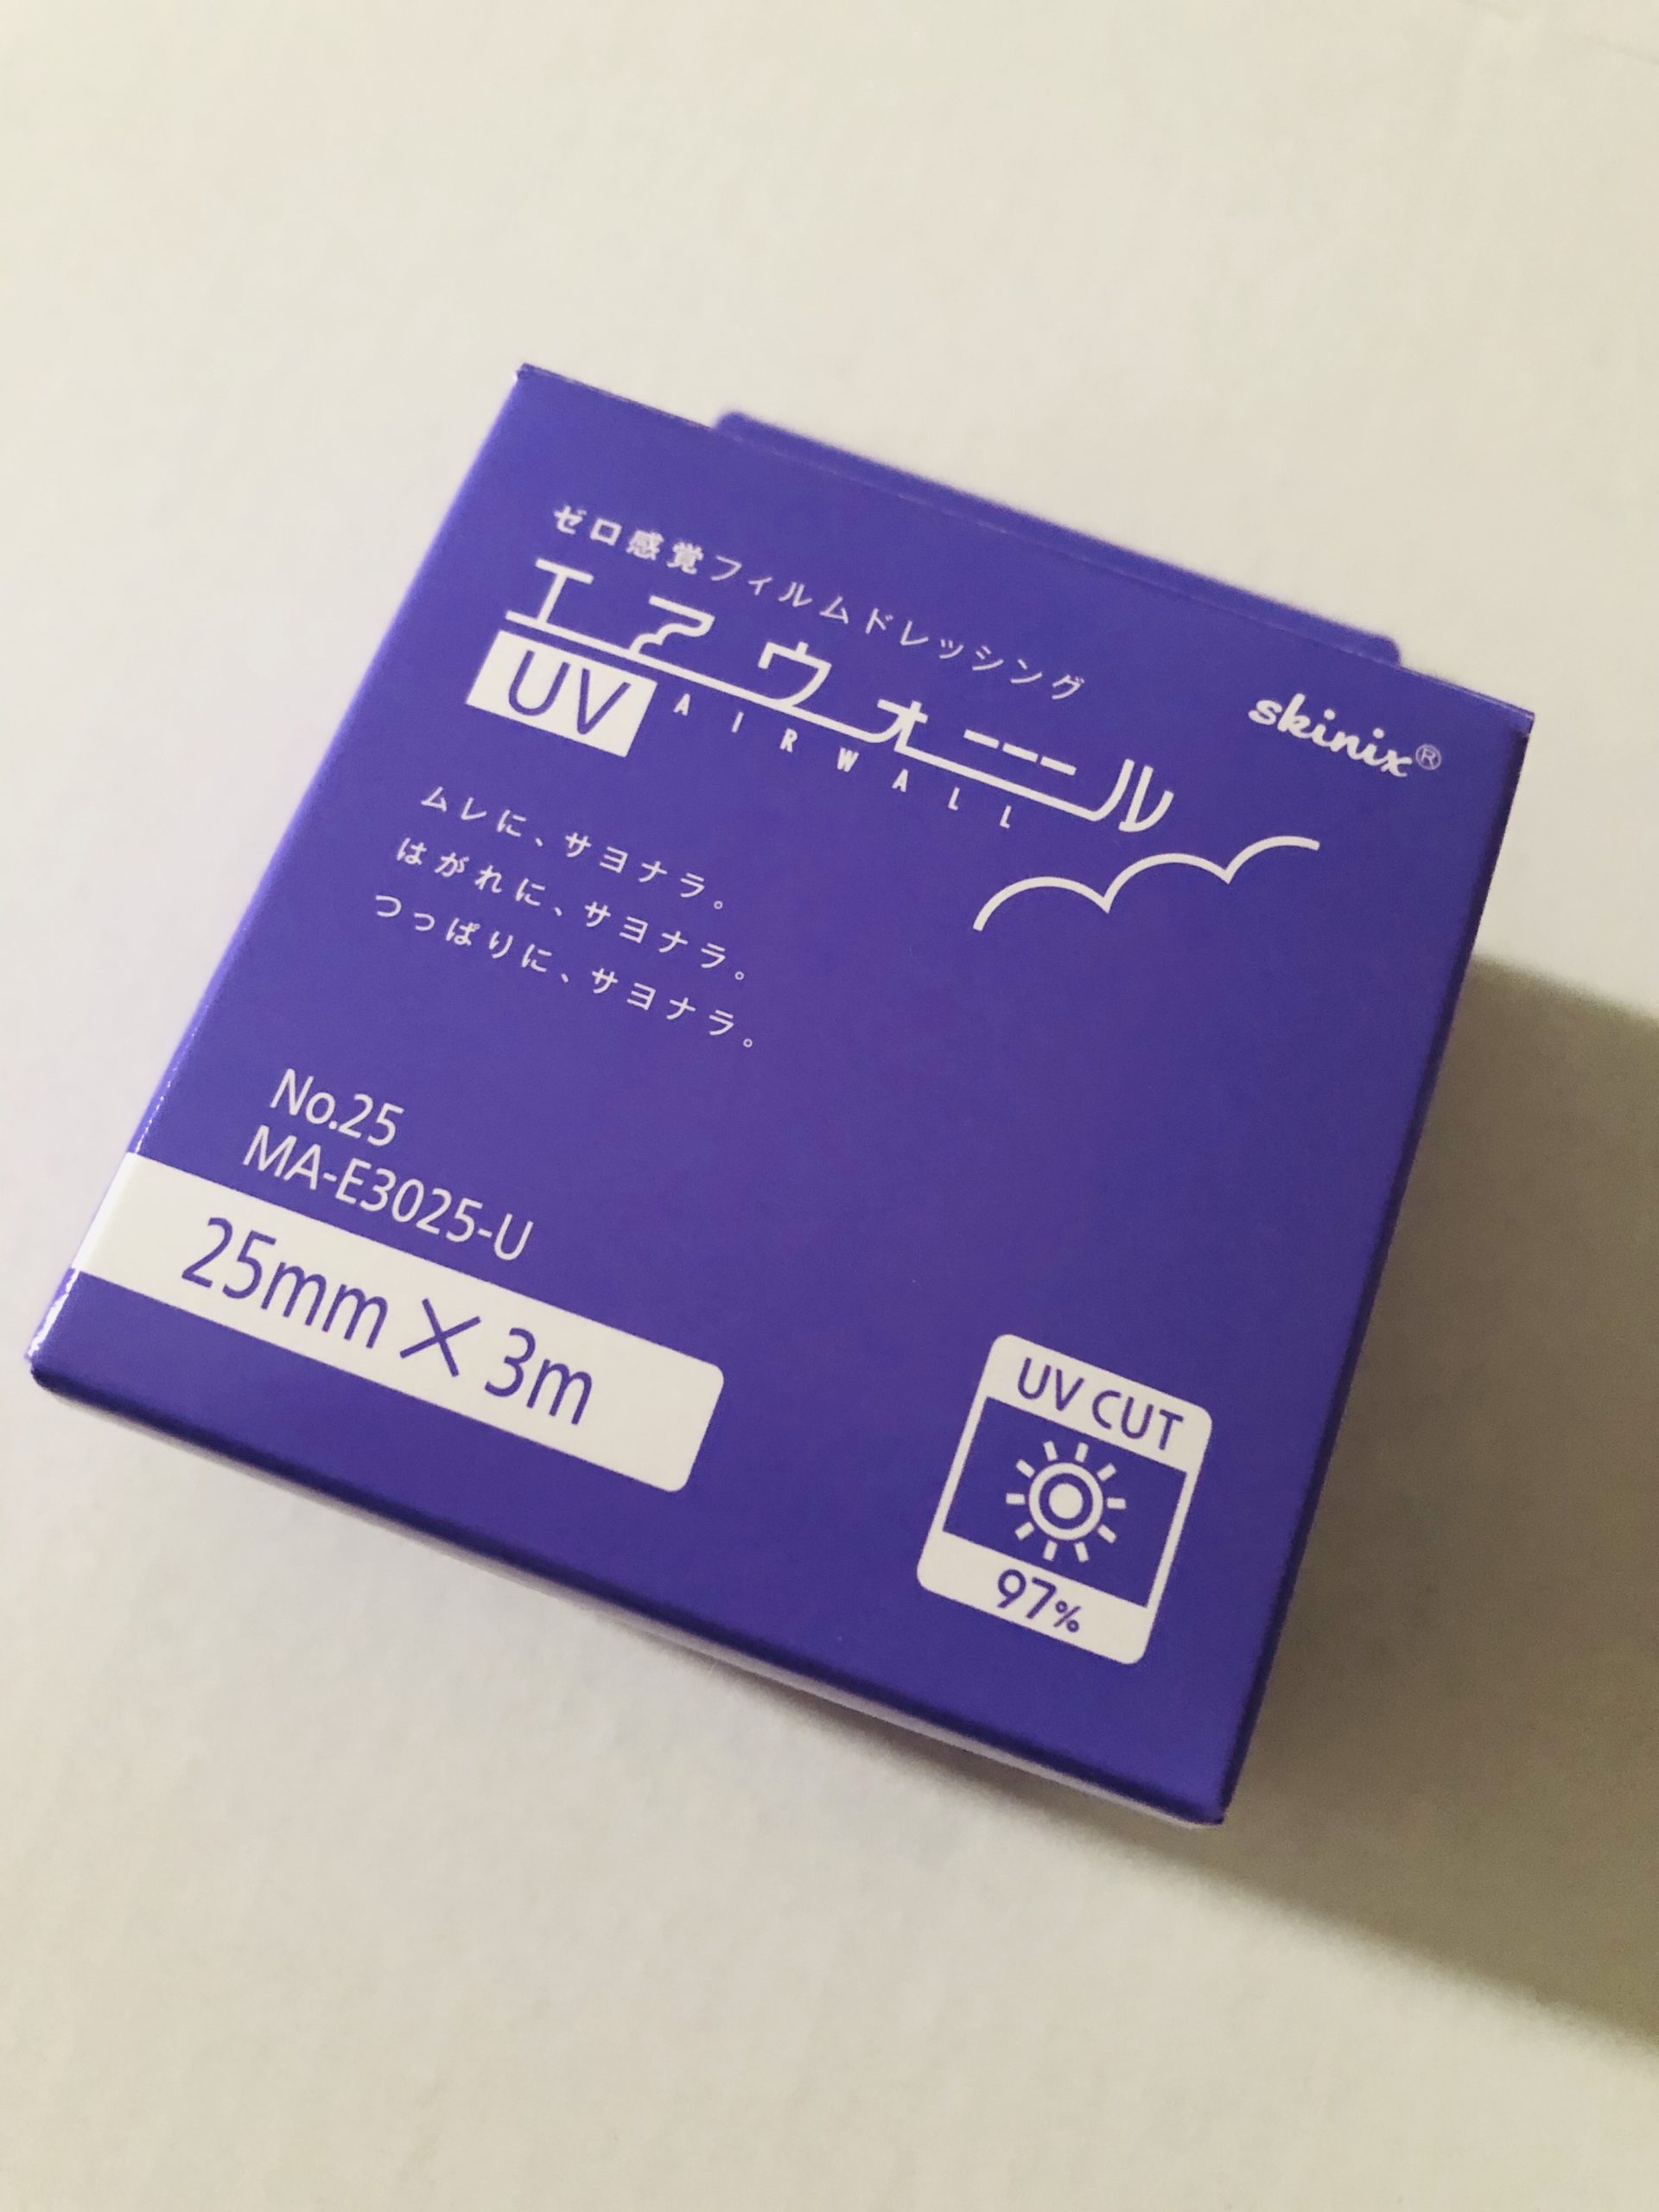 ゼロ感覚フィルムドレッシング
エアウォール
UV
AIRWALL
skinix®
ムレに、サヨナラ。
はがれに、サヨナラ。
つっぱりに、サヨナラ。
No.25
MA-E3025-U
25mm×3m
UV CUT
97%